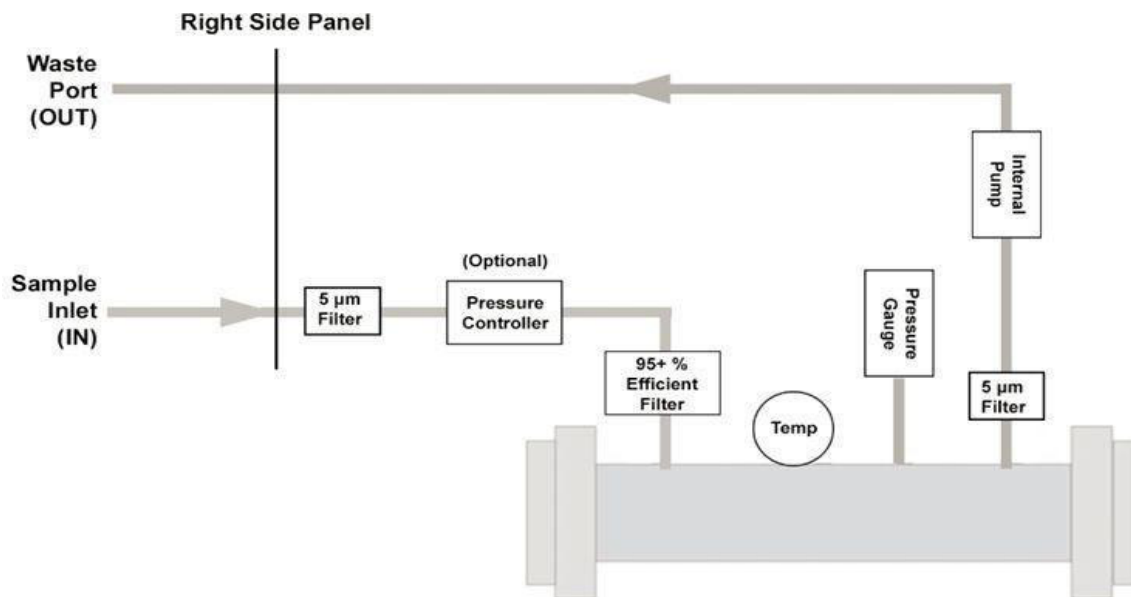 Right Side Panel
Waste
Port
(OUT)
Internal
Pump
(Optional)
Sample
Inlet
(IN)
5 µm
Filter
Pressure
Controller
Pressure
Gauge
95+ %
Efficient
Filter
Temp
5 µm
Filter